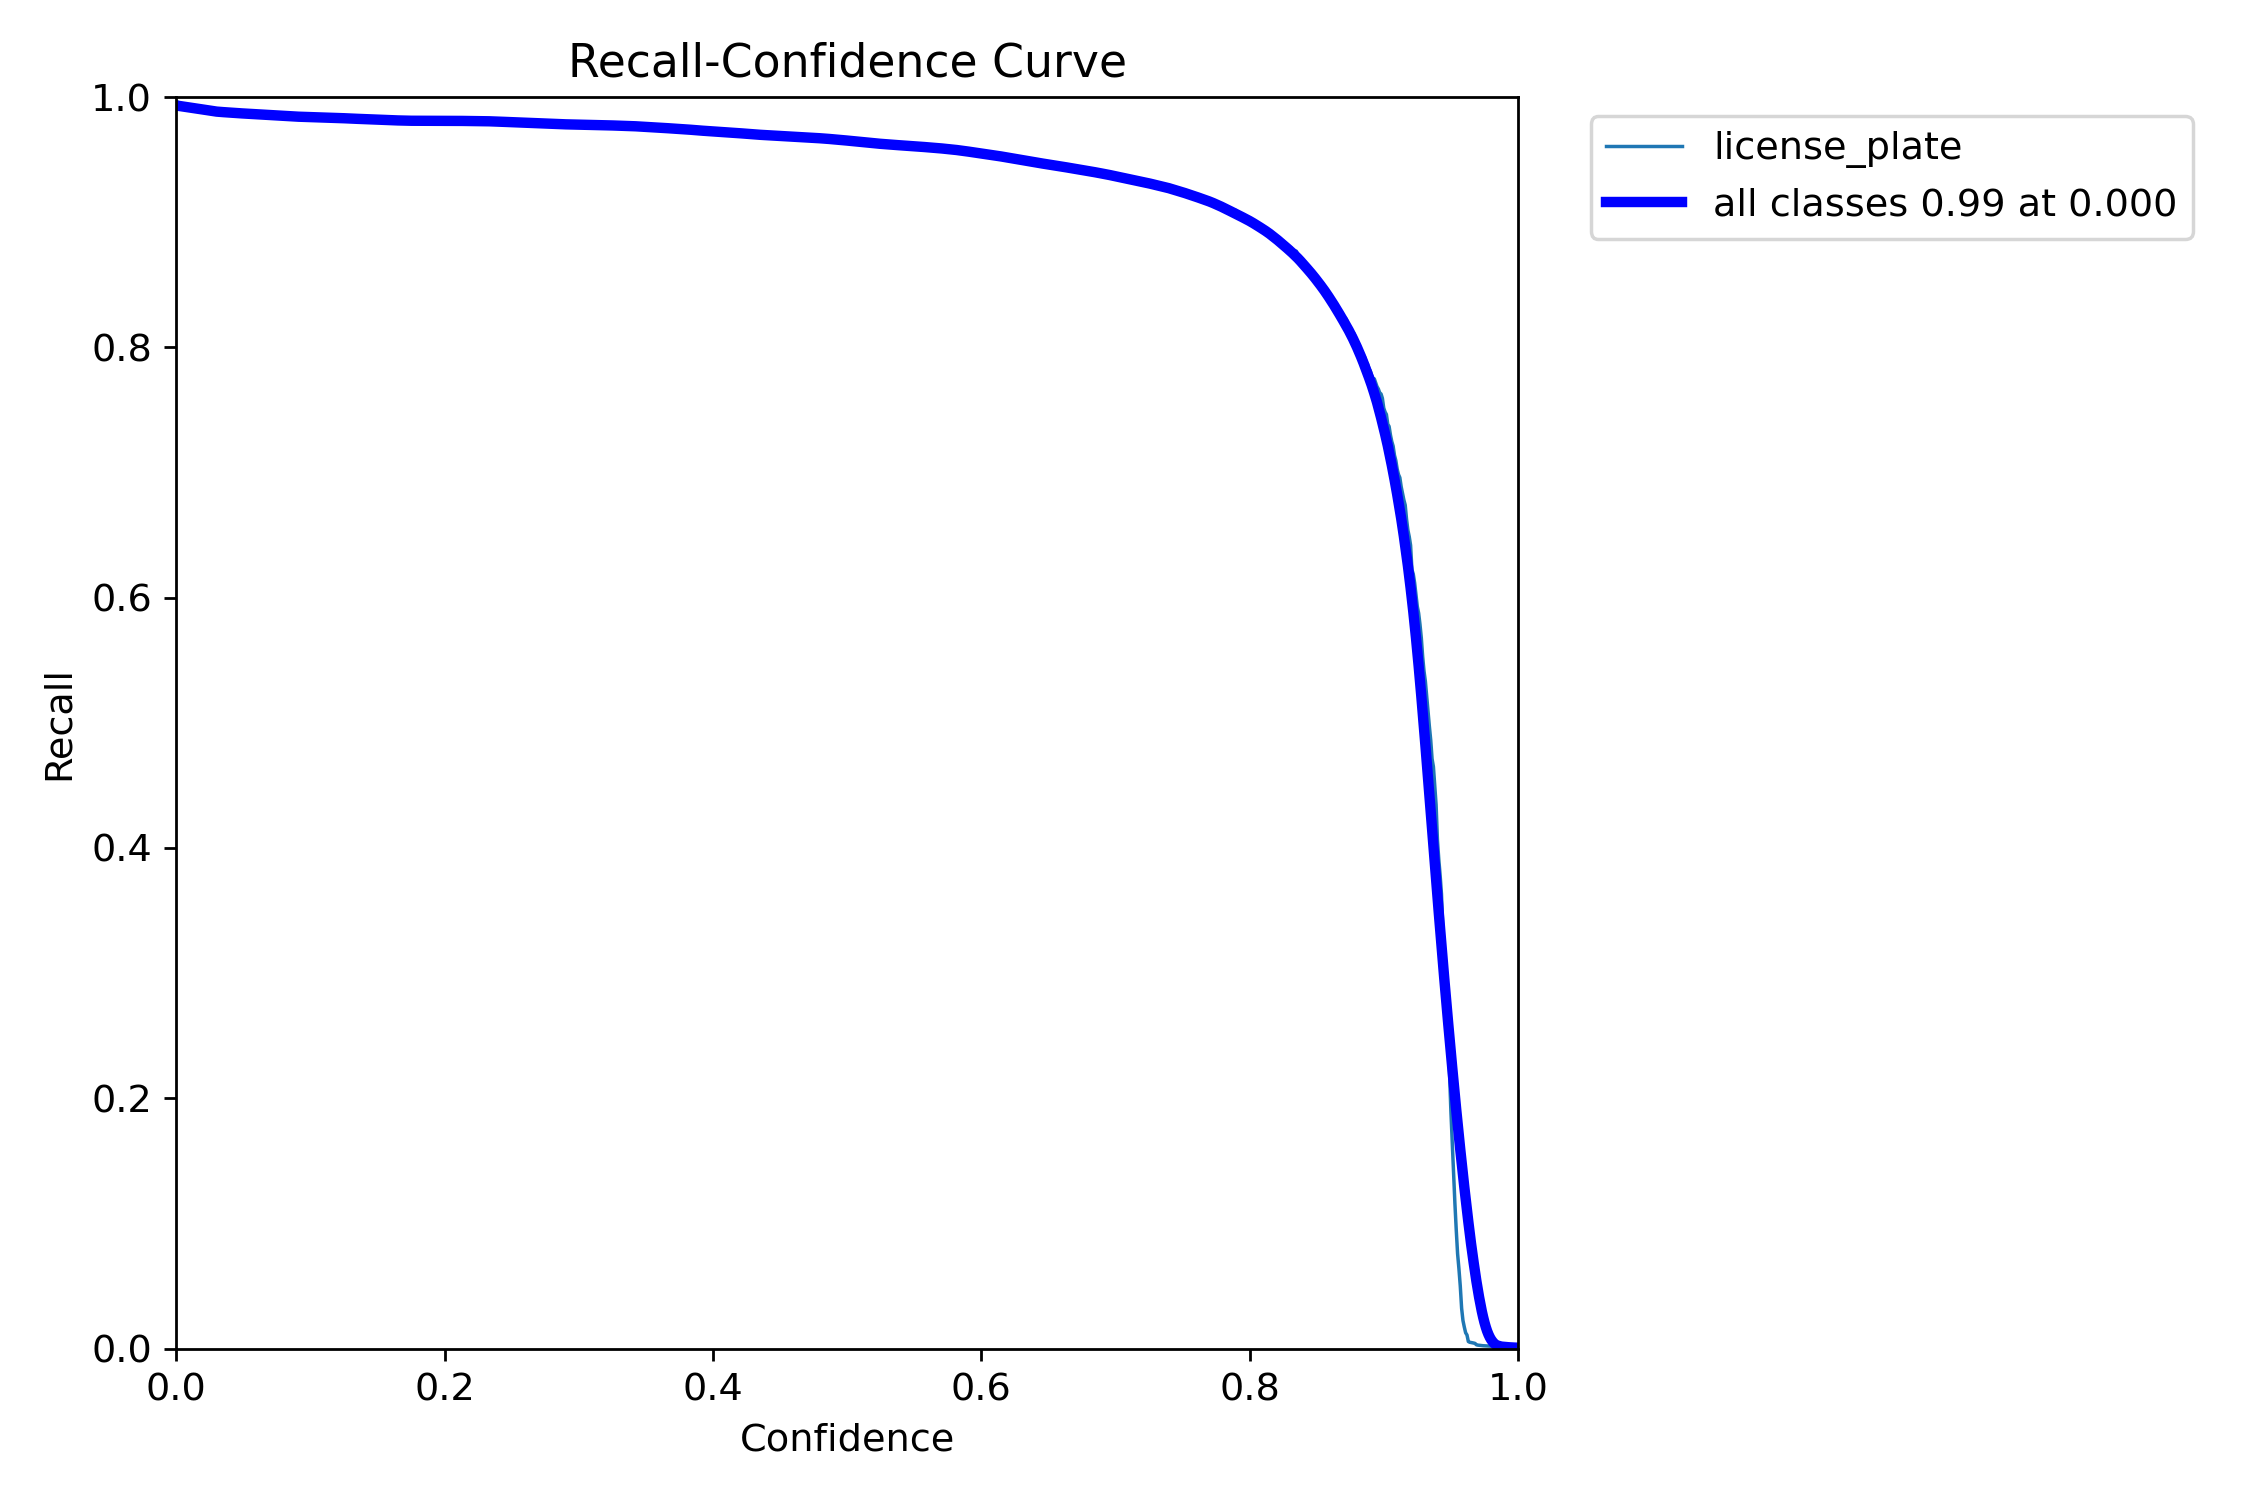 Recall-Confidence Curve
1.0
0.8
0.6
0.4
0.2
0.0
Recall
0.0 0.2 0.4 0.6 0.8 1.0
Confidence
license_plate
all classes 0.99 at 0.000